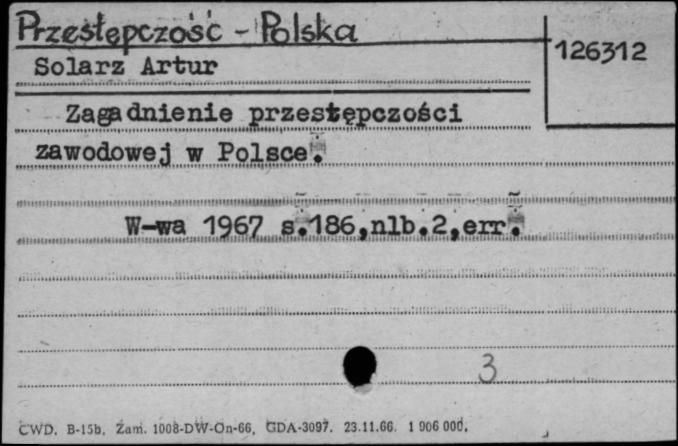 Przestępczość - Polska
126312
Solarz Artur
Zagadnienie przestępczości
zawodowej w Polsce.
W-wa 1967 s.186,nlb.2,err.
3
CWD. B-15b. Zam. 1008-DW-On-66. GDA-3097. 23.11.66. 1 906 000.